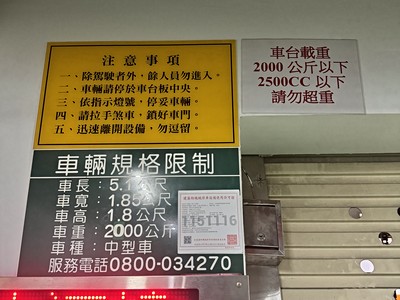 注意事項
一、除駕駛者外，餘人員勿進入。
二、車輛請停於車台板中央。
三、依指示燈號，停妥車輛。
四、請拉手煞車，鎖好車門。
五、迅速離開設備，勿逗留。
車台載重
2000 公斤以下
2500CC 以下
請勿超重
車輛規格限制
車長：5.1公尺
車寬：1.85公尺
車高：1.8公尺
車重：2000公斤
車種：中型車
服務電話0800-034270
1151116